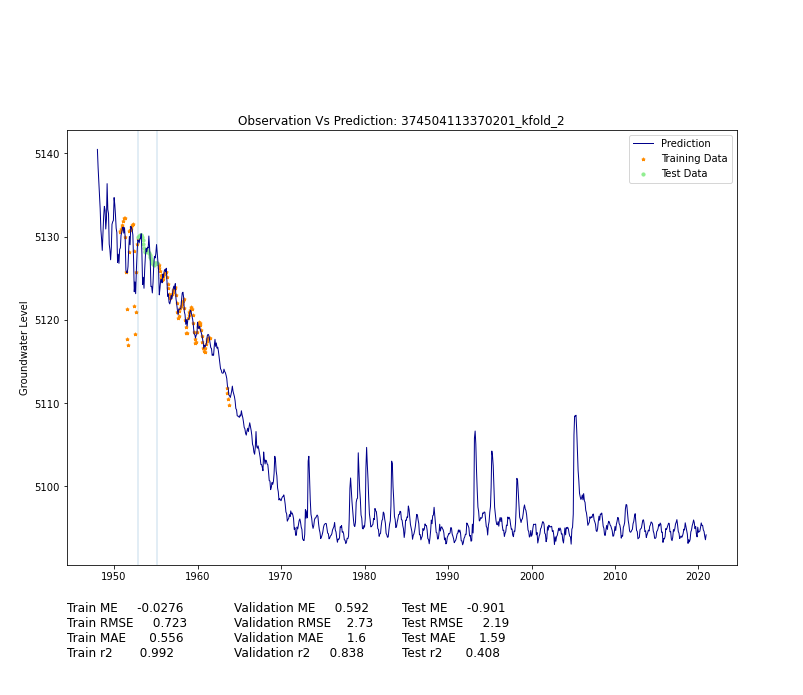 Observation Vs Prediction: 374504113370201_kfold_2
Prediction
Training Data
Test Data
5140
5130
5120
5110
5100
Groundwater Level
1950 1960 1970 1980 1990 2000 2010 2020
Train ME -0.0276 Validation ME 0.592 Test ME -0.901
Train RMSE 0.723 Validation RMSE 2.73 Test RMSE 2.19
Train MAE 0.556 Validation MAE 1.6 Test MAE 1.59
Train r2 0.992 Validation r2 0.838 Test r2 0.408